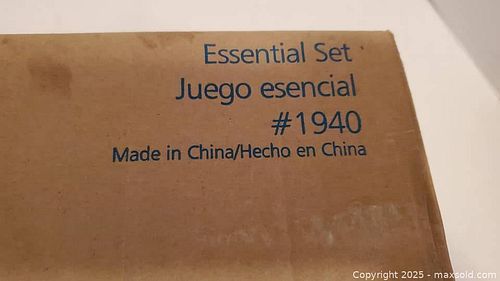 Essential Set
Juego esencial
#1940
Made in China/Hecho en China
Copyright © 2025 - maxsold.com